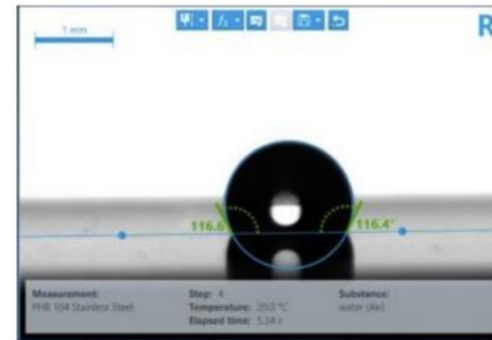 1 mm
R
116.6°
116.4°
Measurement:
PHB 104 Stainless Steel
Step: 4
Temperature: 20.0 °C
Elapsed time: 5.24 s
Substance:
water (Air)